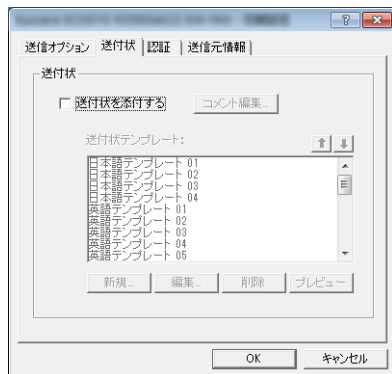 送信オプション 送付状 認証 送信元情報
送付状
送付状を添付する コメント編集...
送付状テンプレート:
日本語テンプレート 01
日本語テンプレート 02
日本語テンプレート 03
日本語テンプレート 04
英語テンプレート 01
英語テンプレート 02
英語テンプレート 03
英語テンプレート 04
英語テンプレート 05
新規... 編集... 削除 プレビュー
OK キャンセル